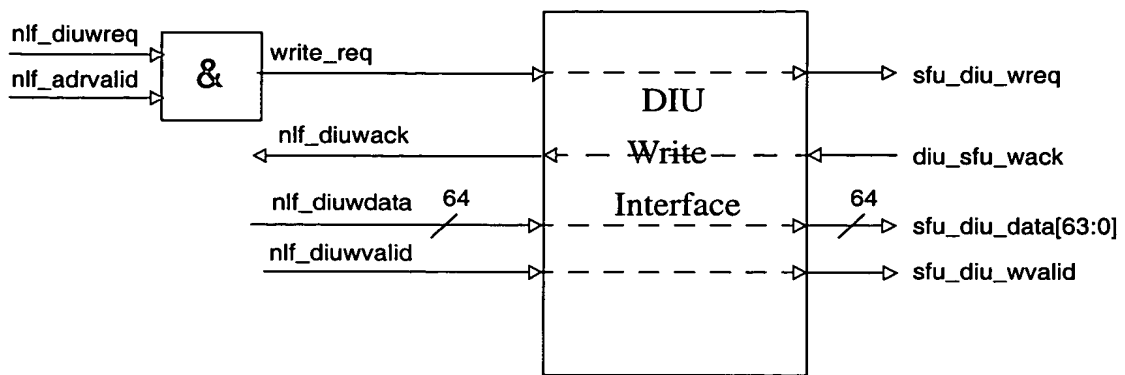 nlf_diuwreq
nlf_adrvalid
&
write_req
sfu_diu_wreq
DIU
nlf_diuwack
Write
diu_sfu_wack
nlf_diuwdata
64
Interface
64
sfu_diu_data[63:0]
nlf_diuwvalid
sfu_diu_wvalid